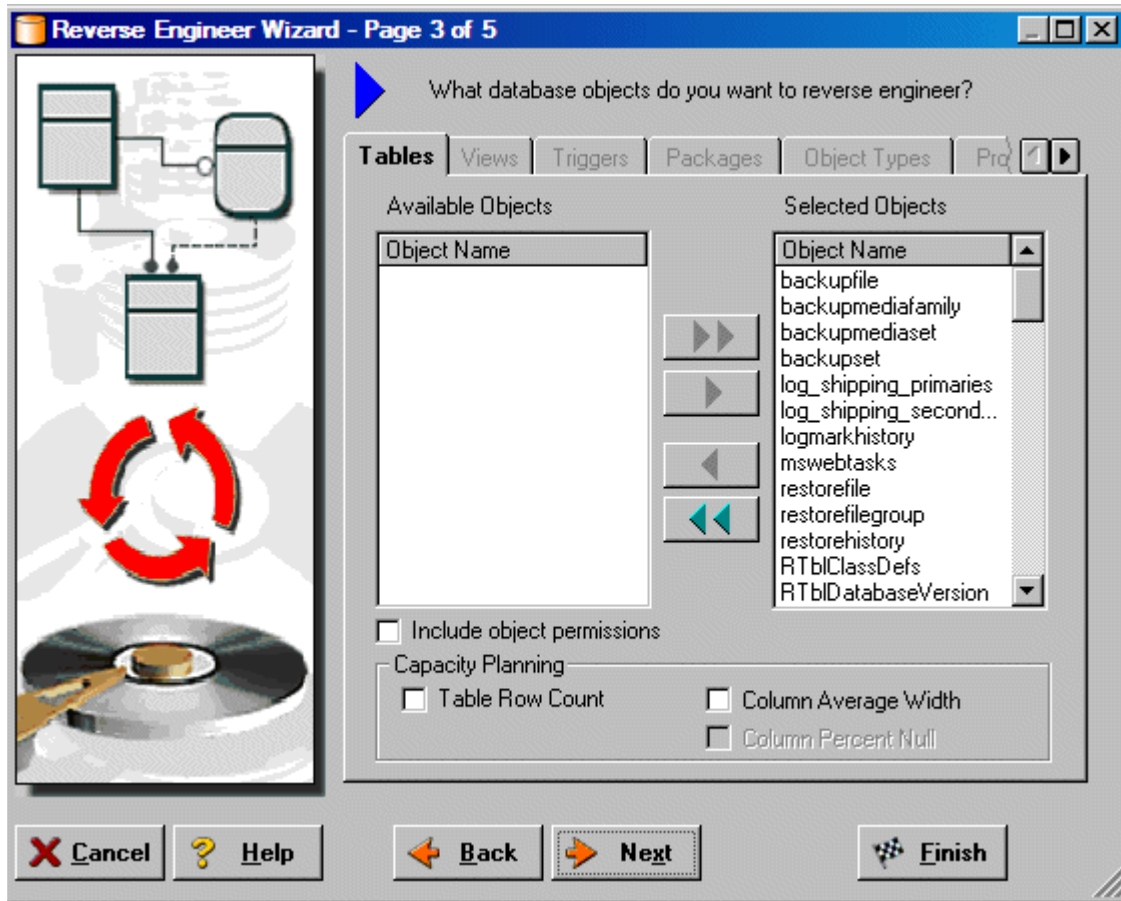 Reverse Engineer Wizard - Page 3 of 5
What database objects do you want to reverse engineer?
Tables Views Triggers Packages Object Types Pro
Available Objects Selected Objects
Object Name Object Name
backupfile
backupmediafamily
backupmediaset
backupset
log_shipping_primaries
log_shipping_second...
logmarkhistory
mswebtasks
restorefile
restorefilegroup
restorehistory
RTblClassDefs
RTblDatabaseVersion
Include object permissions
Capacity Planning
Table Row Count Column Average Width
Column Percent Null
Cancel Help Back Next Finish